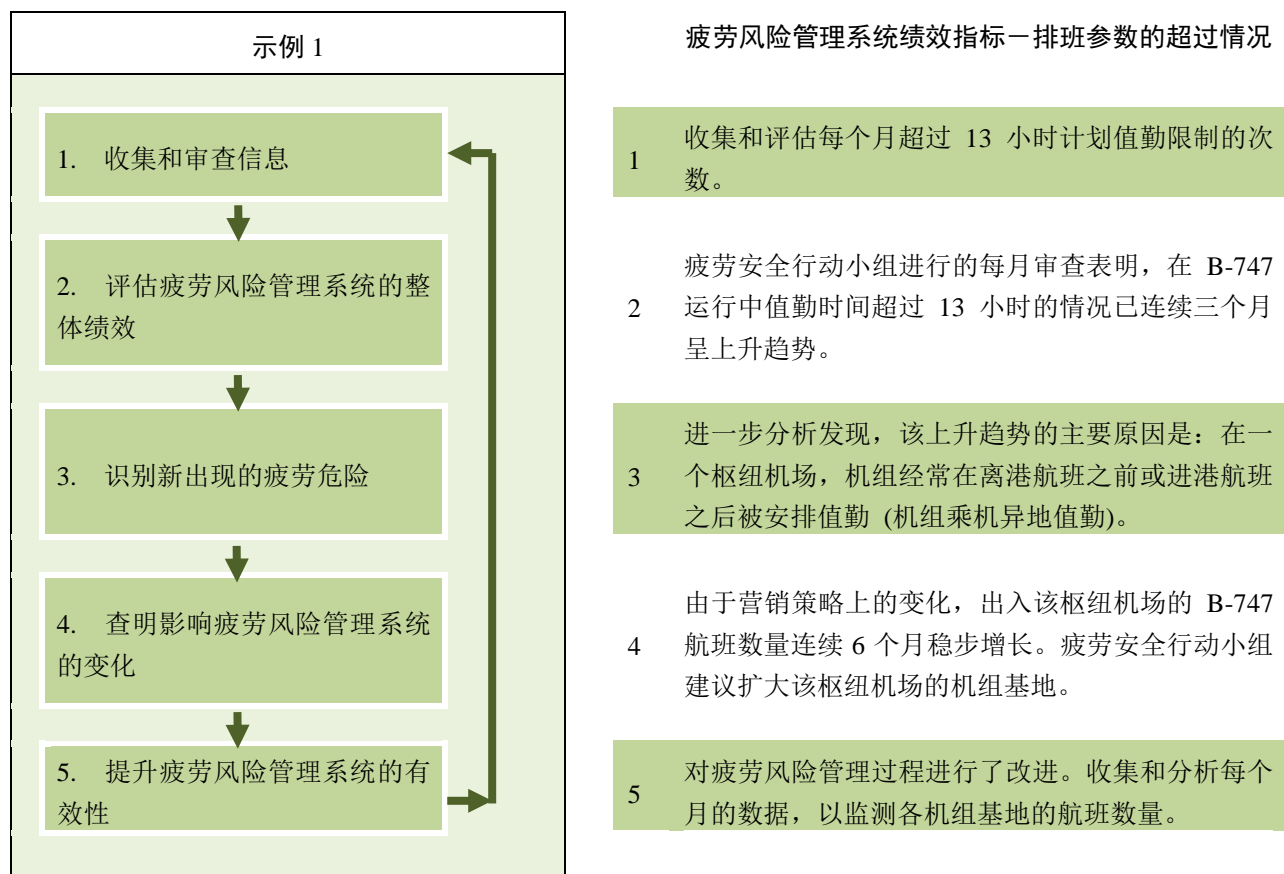 示例 1
1. 收集和审查信息
2. 评估疲劳风险管理系统的整
体绩效
3. 识别新出现的疲劳危险
4. 查明影响疲劳风险管理系统
的变化
5. 提升疲劳风险管理系统的有
效性
疲劳风险管理系统绩效指标－排班参数的超过情况
1
收集和评估每个月超过 13 小时计划值勤限制的次
数。
2
疲劳安全行动小组进行的每月审查表明，在 B-747
运行中值勤时间超过 13 小时的情况已连续三个月
呈上升趋势。
3
进一步分析发现，该上升趋势的主要原因是：在一
个枢纽机场，机组经常在离港航班之前或进港航班
之后被安排值勤 (机组乘机异地值勤)。
4
由于营销策略上的变化，出入该枢纽机场的 B-747
航班数量连续 6 个月稳步增长。疲劳安全行动小组
建议扩大该枢纽机场的机组基地。
5
对疲劳风险管理过程进行了改进。收集和分析每个
月的数据，以监测各机组基地的航班数量。